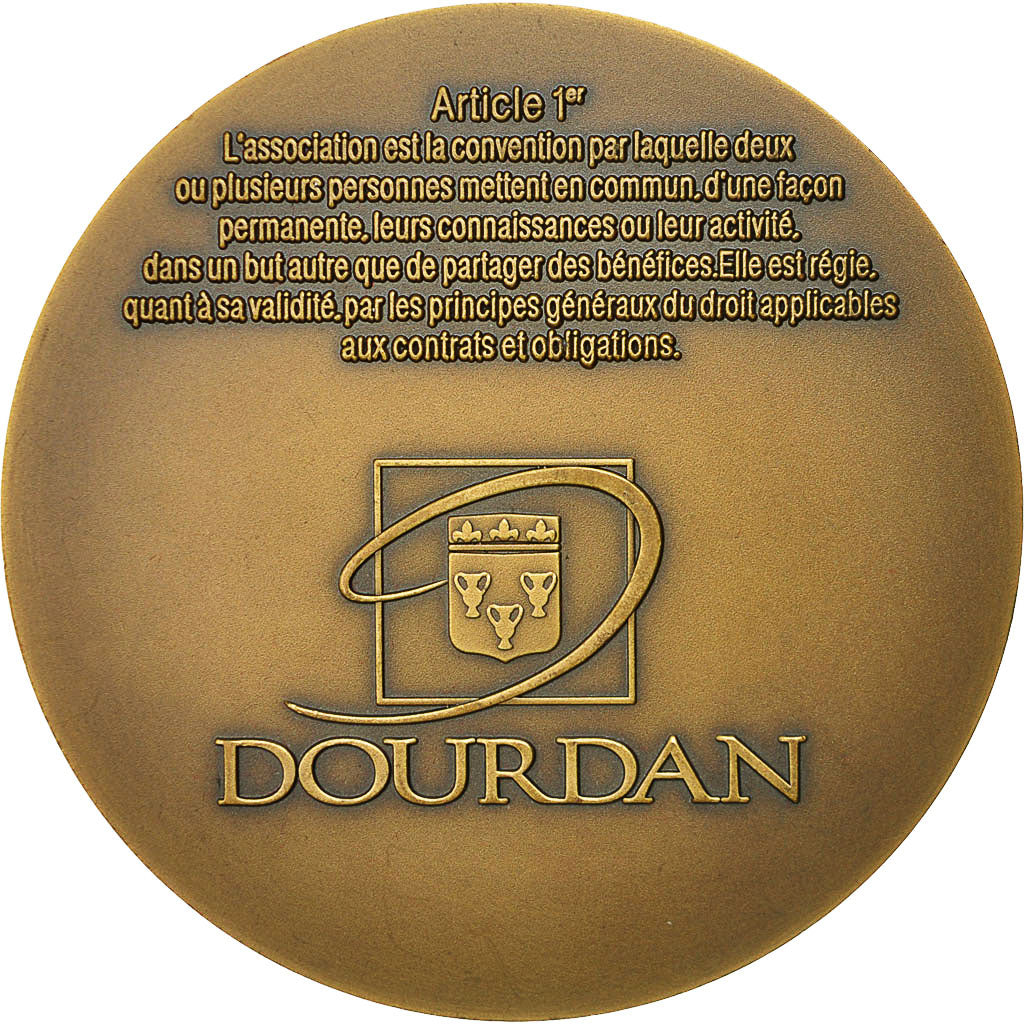 Article 1er
L'association est la convention par laquelle deux
ou plusieurs personnes mettent en commun, d'une façon
permanente, leurs connaissances ou leur activité,
dans un but autre que de partager des bénéfices.Elle est régie,
quant à sa validité, par les principes généraux du droit applicables
aux contrats et obligations.
DOURDAN